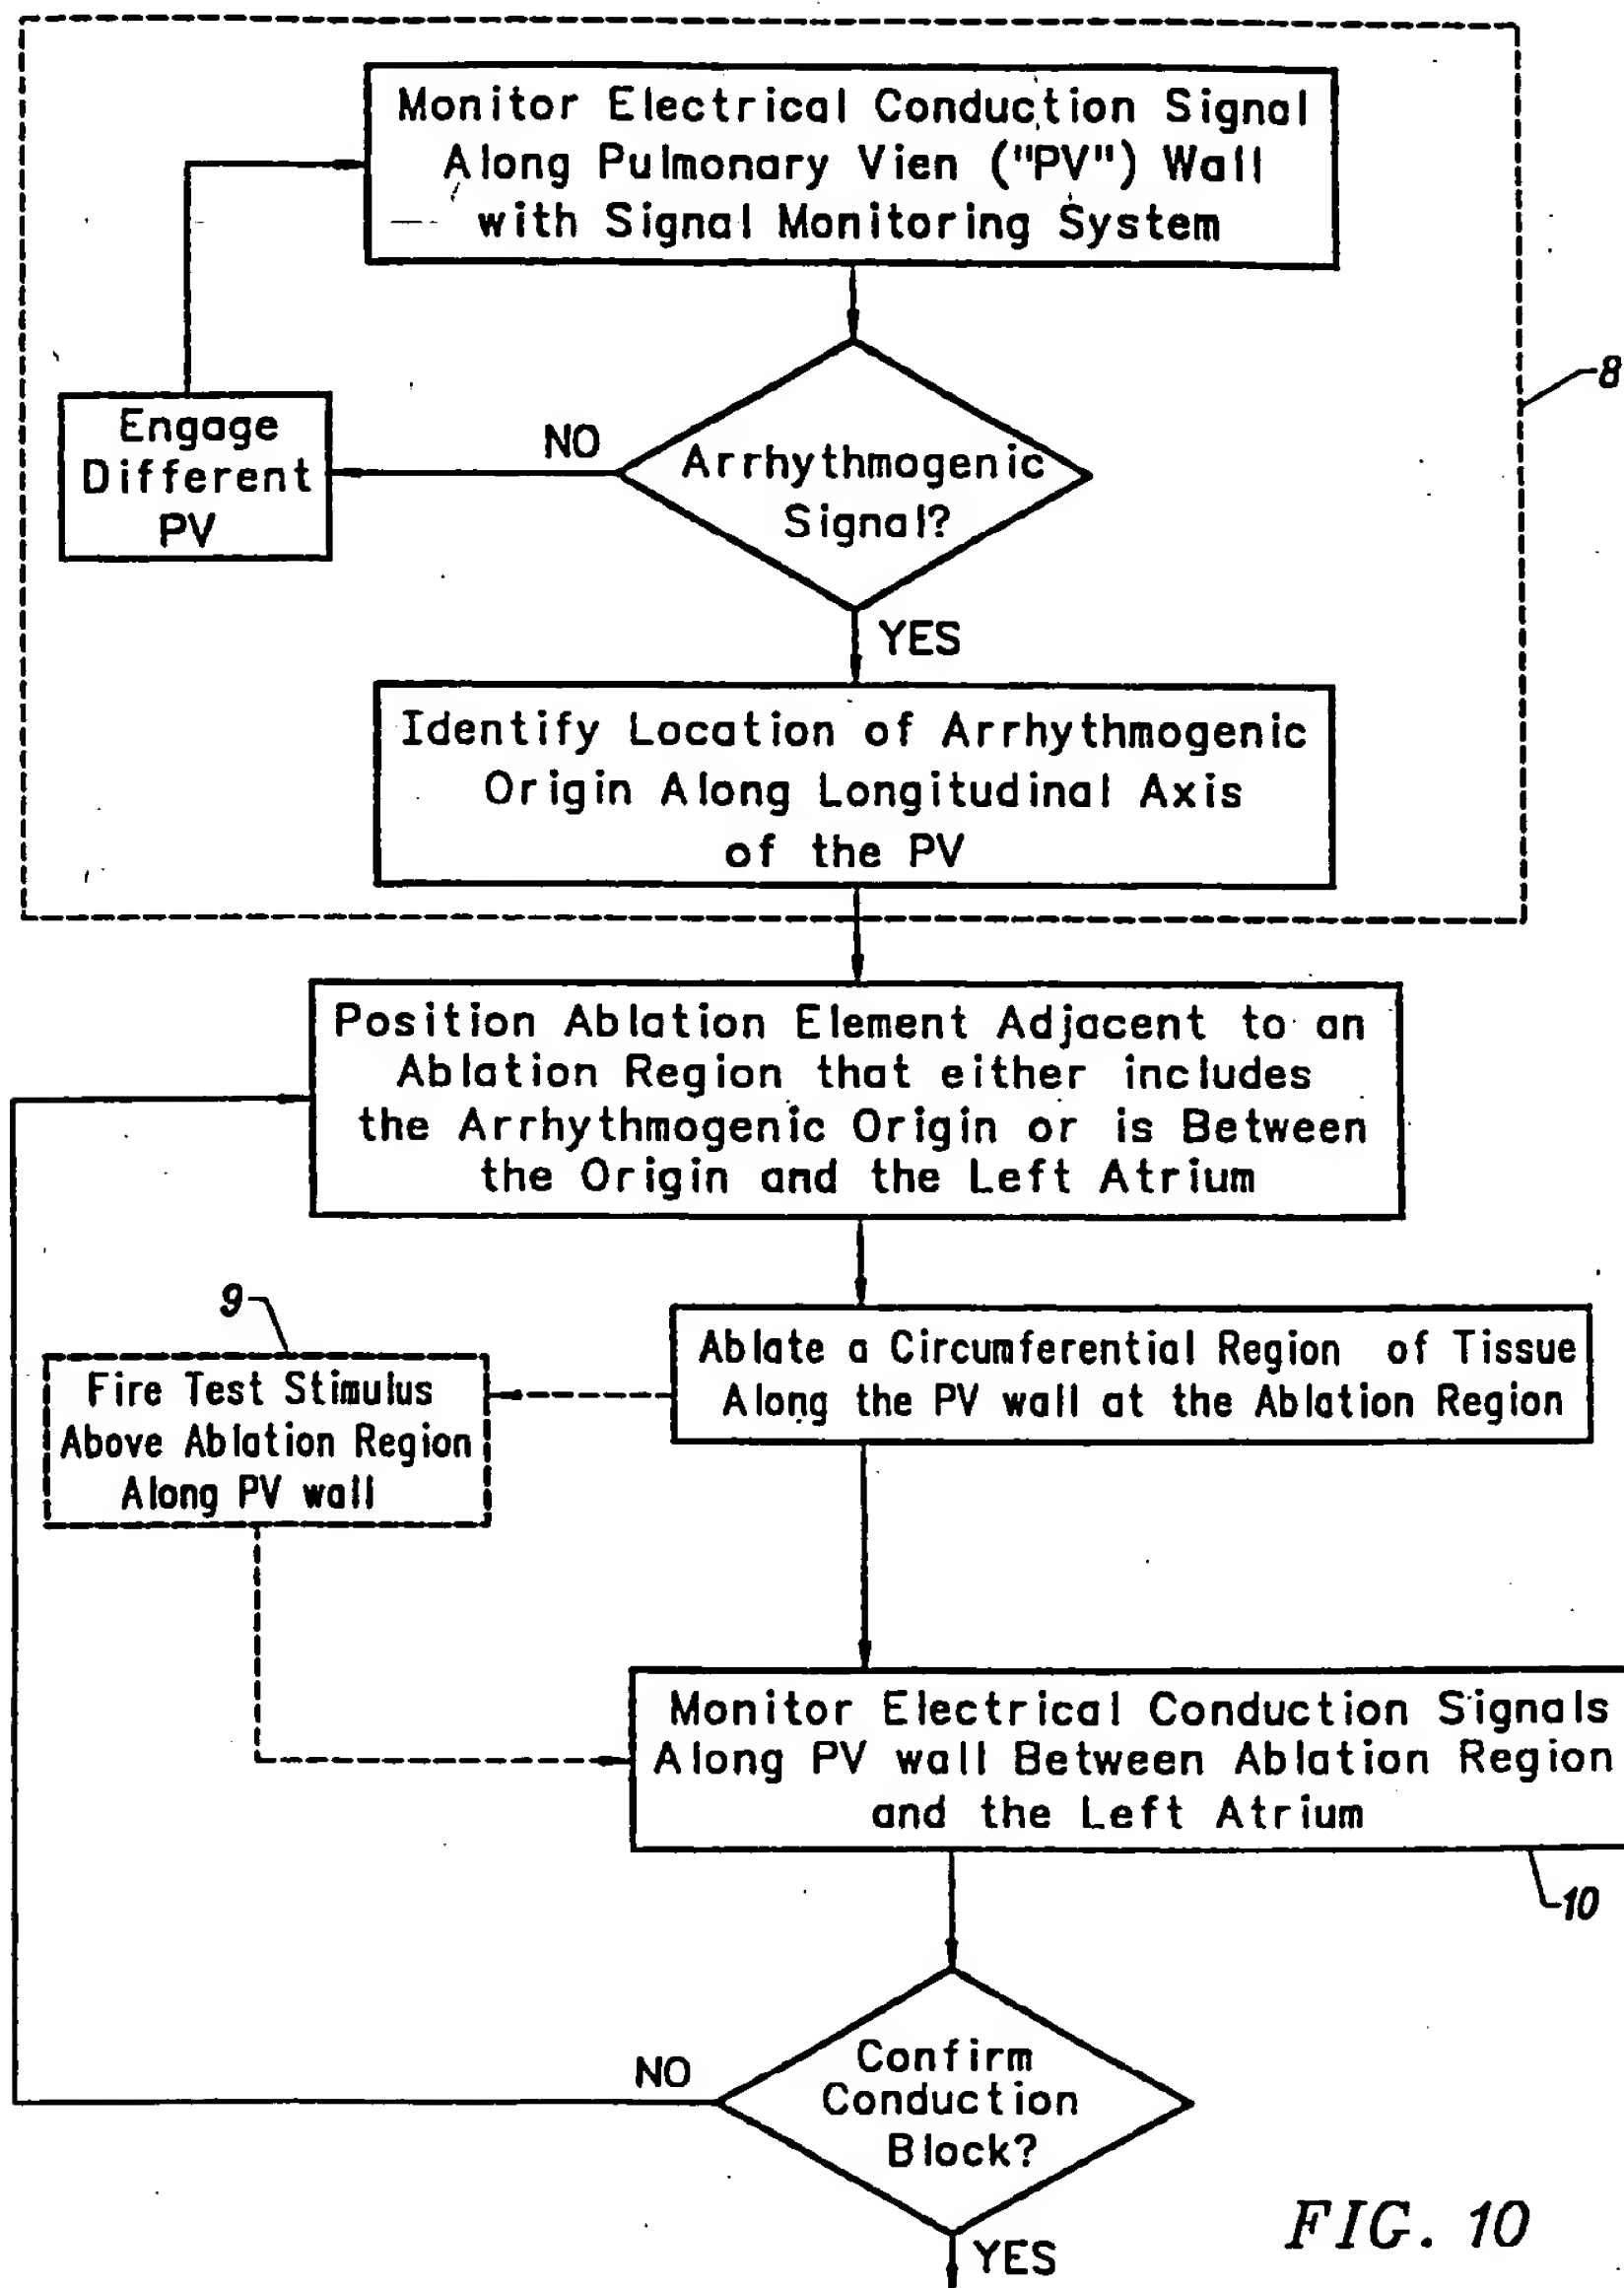 Monitor Electrical Conduction Signal
Along Pulmonary Vien ("PV") Wall
with Signal Monitoring System
8
Engage
Different
PV
NO
Arrhythmogenic
Signal?
YES
Identify Location of Arrhythmogenic
Origin Along Longitudinal Axis
of the PV
Position Ablation Element Adjacent to an
Ablation Region that either includes
the Arrhythmogenic Origin or is Between
the Origin and the Left Atrium
9
Ablate a Circumferential Region of Tissue
Along the PV wall at the Ablation Region
Fire Test Stimulus
Above Ablation Region
Along PV wall
Monitor Electrical Conduction Signals
Along PV wall Between Ablation Region
and the Left Atrium
10
NO
Confirm
Conduction
Block?
YES
FIG. 10